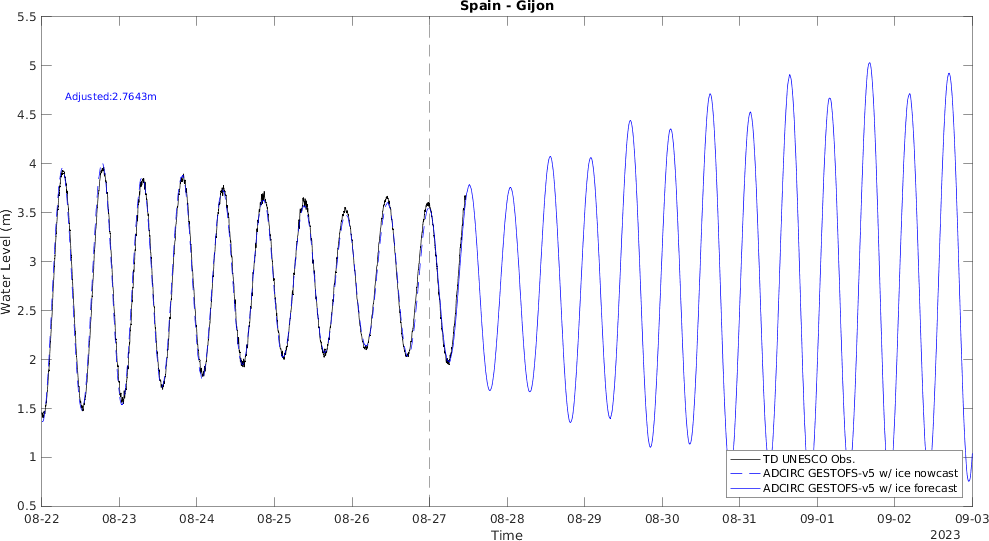 Spain - Gijon
5.5
5
4.5
4
3.5
3
2.5
2
1.5
1
0.5
Water Level (m)
Adjusted:2.7643m
TD UNESCO Obs.
ADCIRC GESTOFS-v5 w/ ice nowcast
ADCIRC GESTOFS-v5 w/ ice forecast
08-22 08-23 08-24 08-25 08-26 08-27 08-28 08-29 08-30 08-31 09-01 09-02 09-03
Time
2023